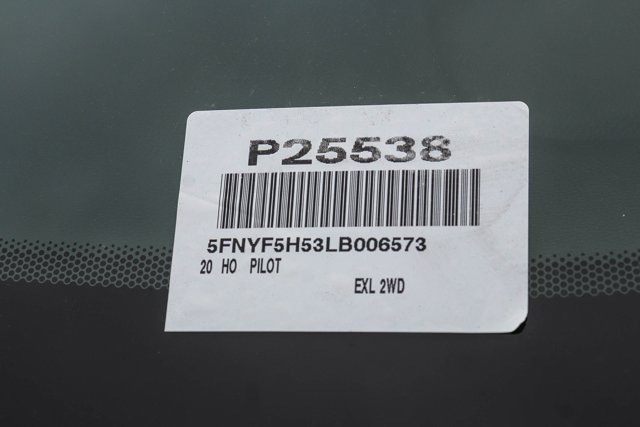 P25538
5FNYF5H53LB006573
20 HO PILOT
EXL 2WD